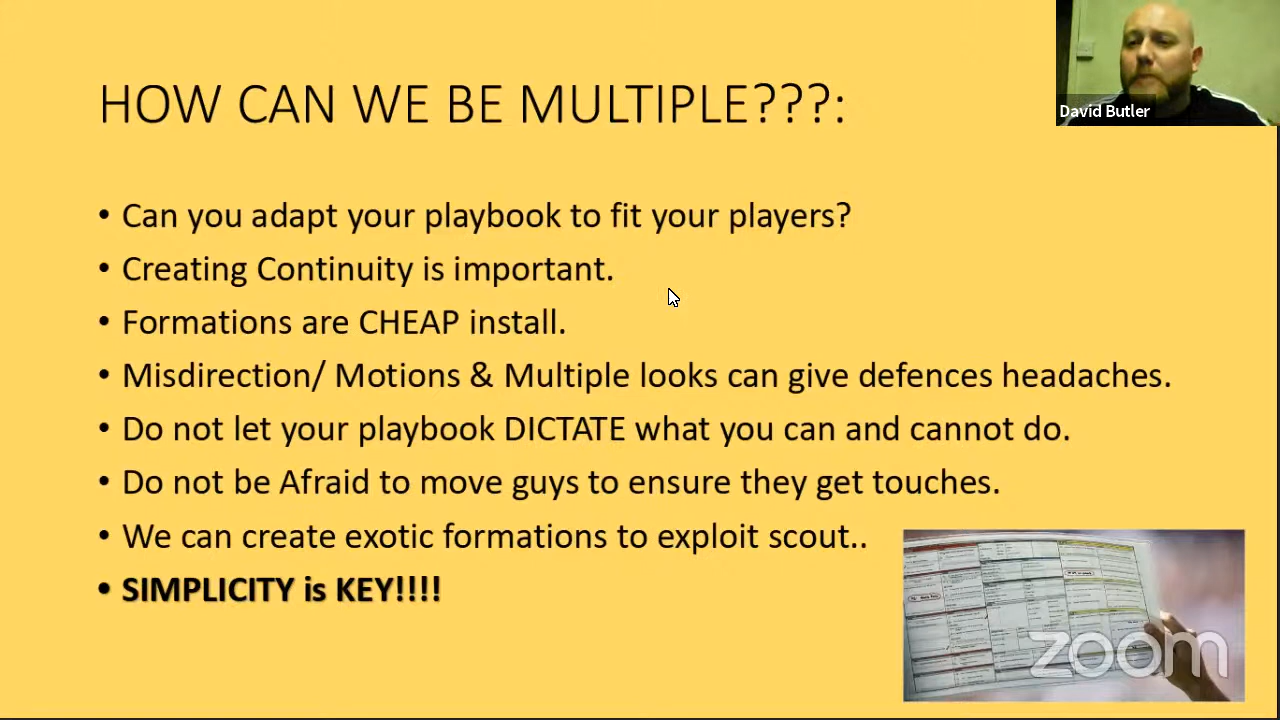 HOW CAN WE BE MULTIPLE???:
David Butler
• Can you adapt your playbook to fit your players?
• Creating Continuity is important.
• Formations are CHEAP install.
• Misdirection/ Motions & Multiple looks can give defences headaches.
• Do not let your playbook DICTATE what you can and cannot do.
• Do not be Afraid to move guys to ensure they get touches.
• We can create exotic formations to exploit scout..
• SIMPLICITY is KEY!!!!
zoom